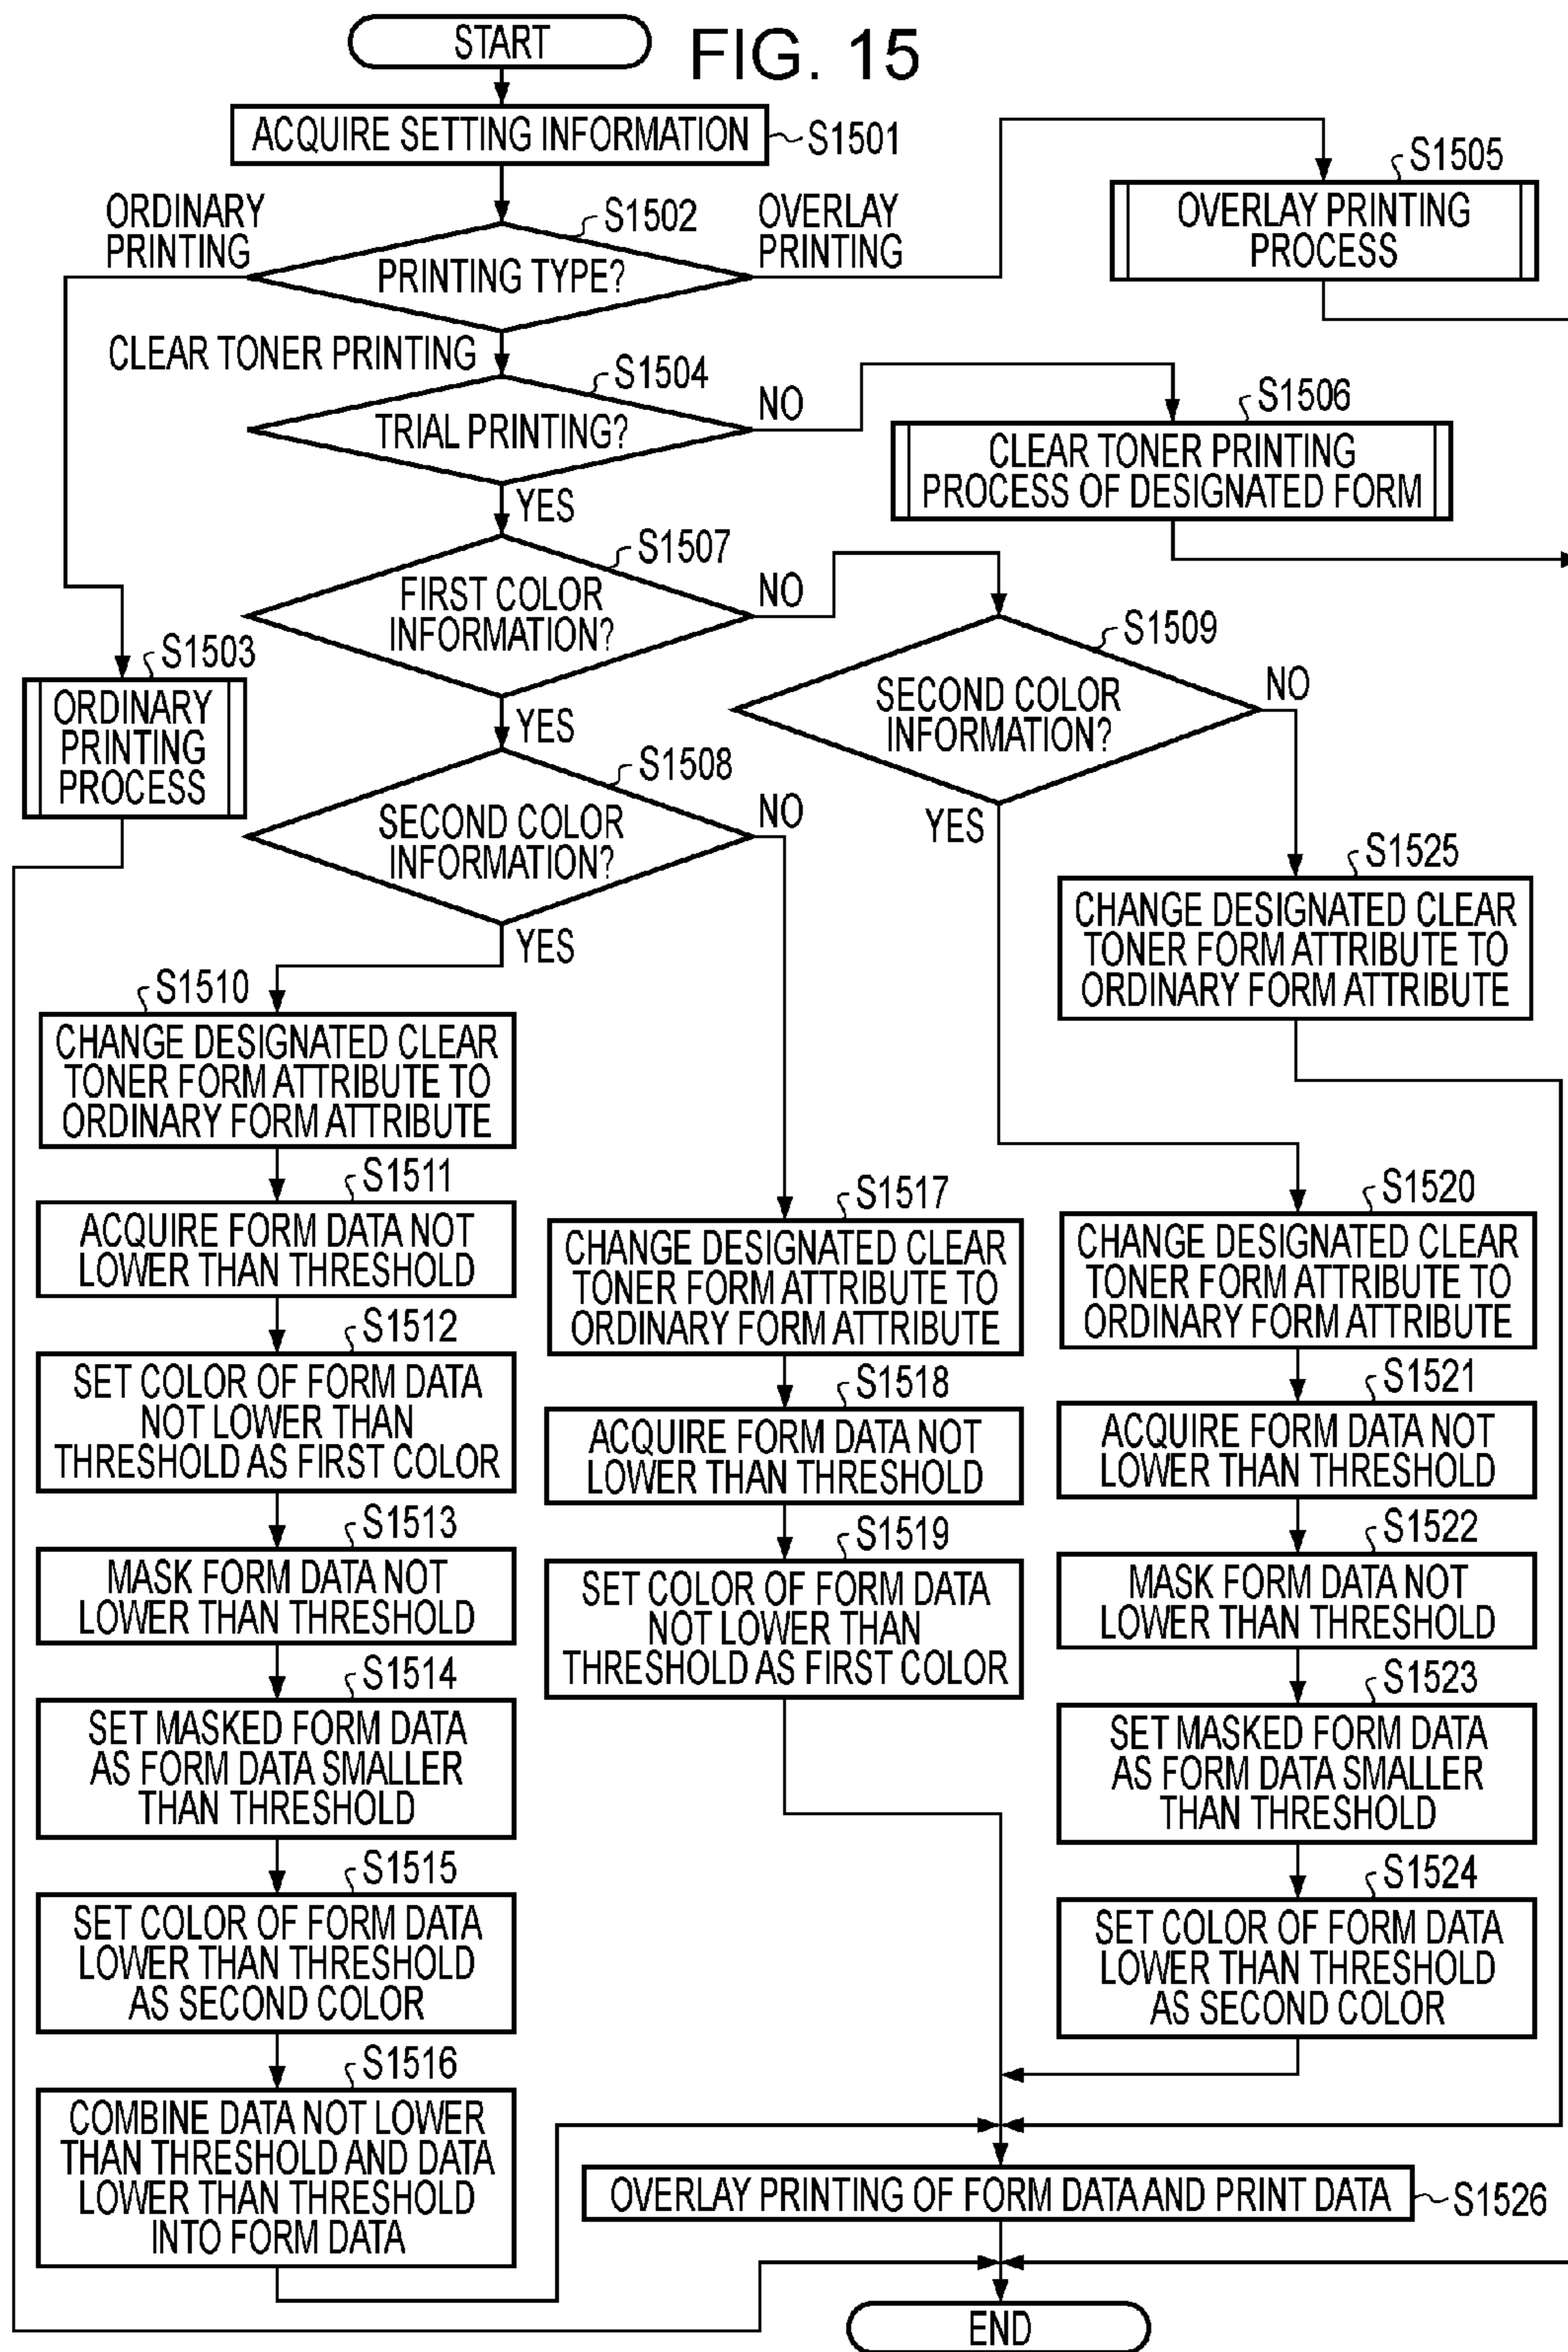 FIG. 15
START
ACQUIRE SETTING INFORMATION
S1501
S1502
PRINTING TYPE?
ORDINARY
PRINTING
OVERLAY
PRINTING
S1505
OVERLAY PRINTING
PROCESS
CLEAR TONER PRINTING
S1504
TRIAL PRINTING?
NO
S1506
CLEAR TONER PRINTING
PROCESS OF DESIGNATED FORM
YES
S1507
FIRST COLOR
INFORMATION?
NO
S1509
SECOND COLOR
INFORMATION?
NO
YES
S1503
ORDINARY
PRINTING
PROCESS
YES
S1508
SECOND COLOR
INFORMATION?
NO
YES
S1525
CHANGE DESIGNATED CLEAR
TONER FORM ATTRIBUTE TO
ORDINARY FORM ATTRIBUTE
S1510
CHANGE DESIGNATED CLEAR
TONER FORM ATTRIBUTE TO
ORDINARY FORM ATTRIBUTE
S1511
ACQUIRE FORM DATA NOT
LOWER THAN THRESHOLD
S1512
SET COLOR OF FORM DATA
NOT LOWER THAN
THRESHOLD AS FIRST COLOR
S1513
MASK FORM DATA NOT
LOWER THAN THRESHOLD
S1514
SET MASKED FORM DATA
AS FORM DATA SMALLER
THAN THRESHOLD
S1515
SET COLOR OF FORM DATA
LOWER THAN THRESHOLD
AS SECOND COLOR
S1516
COMBINE DATA NOT LOWER
THAN THRESHOLD AND DATA
LOWER THAN THRESHOLD
INTO FORM DATA
S1517
CHANGE DESIGNATED CLEAR
TONER FORM ATTRIBUTE TO
ORDINARY FORM ATTRIBUTE
S1518
ACQUIRE FORM DATA NOT
LOWER THAN THRESHOLD
S1519
SET COLOR OF FORM DATA
NOT LOWER THAN
THRESHOLD AS FIRST COLOR
S1520
CHANGE DESIGNATED CLEAR
TONER FORM ATTRIBUTE TO
ORDINARY FORM ATTRIBUTE
S1521
ACQUIRE FORM DATA NOT
LOWER THAN THRESHOLD
S1522
MASK FORM DATA NOT
LOWER THAN THRESHOLD
S1523
SET MASKED FORM DATA
AS FORM DATA SMALLER
THAN THRESHOLD
S1524
SET COLOR OF FORM DATA
LOWER THAN THRESHOLD
AS SECOND COLOR
OVERLAY PRINTING OF FORM DATA AND PRINT DATA
S1526
END